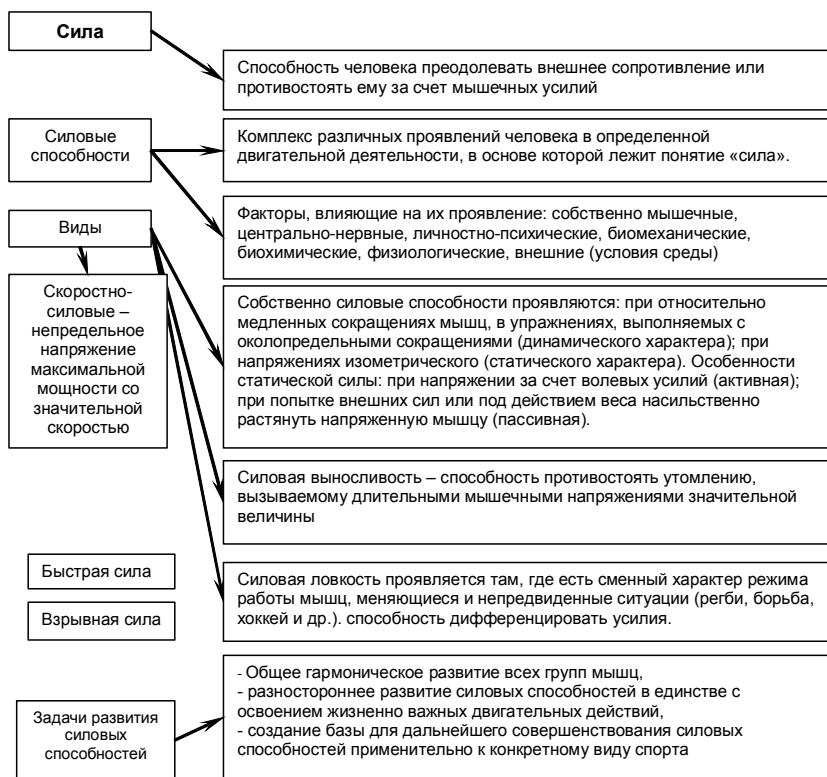 Сила
Способность человека преодолевать внешнее сопротивление или
противостоять ему за счет мышечных усилий
Силовые
способности
Комплекс различных проявлений человека в определенной
двигательной деятельности, в основе которой лежит понятие «сила».
Факторы, влияющие на их проявление: собственно мышечные,
центрально-нервные, личностно-психические, биомеханические,
биохимические, физиологические, внешние (условия среды)
Виды
Скоростно-
силовые –
непредельное
напряжение
максимальной
мощности со
значительной
скоростью
Собственно силовые способности проявляются: при относительно
медленных сокращениях мышц, в упражнениях, выполняемых с
околопредельными сокращениями (динамического характера); при
напряжениях изометрического (статического характера). Особенности
статической силы: при напряжении за счет волевых усилий (активная);
при попытке внешних сил или под действием веса насильственно
растянуть напряженную мышцу (пассивная).
Силовая выносливость – способность противостоять утомлению,
вызываемому длительными мышечными напряжениями значительной
величины
Быстрая сила
Взрывная сила
Силовая ловкость проявляется там, где есть сменный характер режима
работы мышц, меняющиеся и непредвиденные ситуации (регби, борьба,
хоккей и др.). способность дифференцировать усилия.
Задачи развития
силовых
способностей
- Общее гармоническое развитие всех групп мышц,
- разностороннее развитие силовых способностей в единстве с
освоением жизненно важных двигательных действий,
- создание базы для дальнейшего совершенствования силовых
способностей применительно к конкретному виду спорта